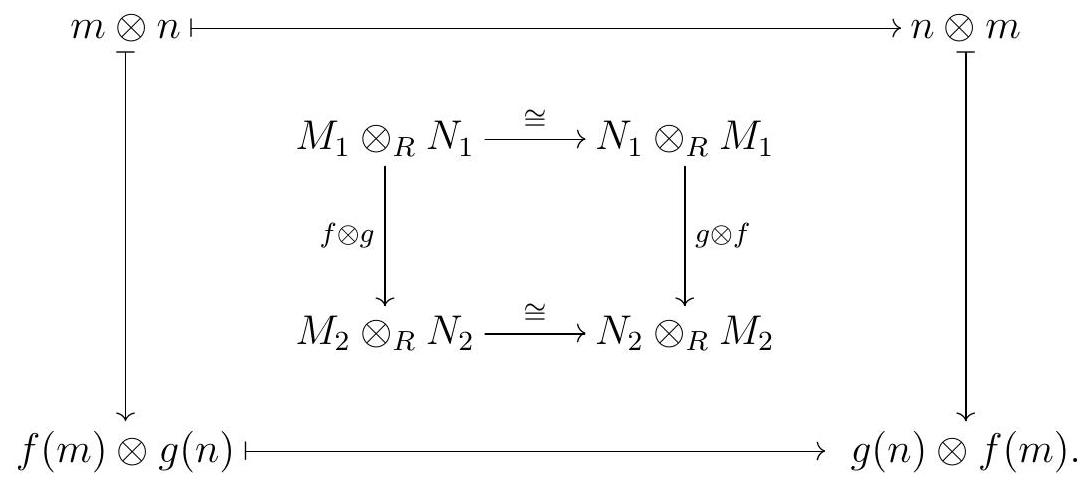 m ⊗ n n ⊗ m
≅
M₁ ⊗_R N₁ N₁ ⊗_R M₁
f⊗g g⊗f
≅
M₂ ⊗_R N₂ N₂ ⊗_R M₂
f(m) ⊗ g(n) g(n) ⊗ f(m).